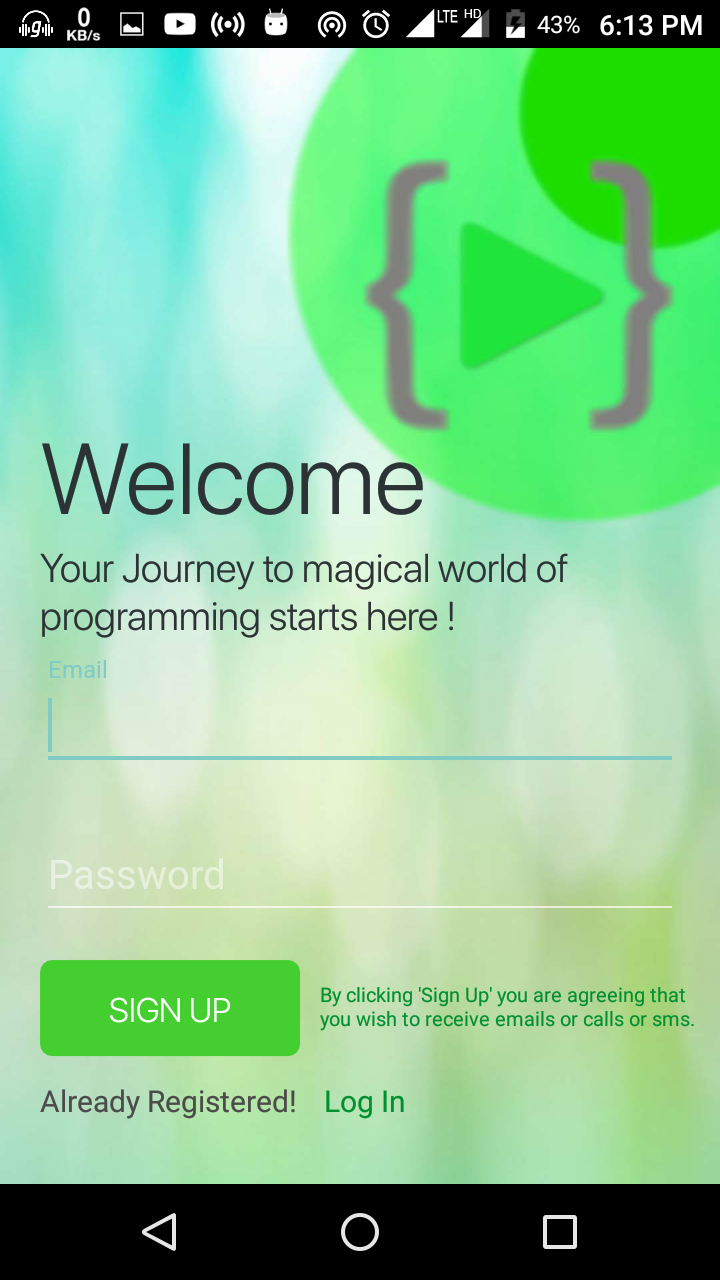 0 KB/s LTE HD 43% 6:13 PM
Welcome
Your Journey to magical world of
programming starts here !
Email
Password
SIGN UP
By clicking 'Sign Up' you are agreeing that
you wish to receive emails or calls or sms.
Already Registered! Log In